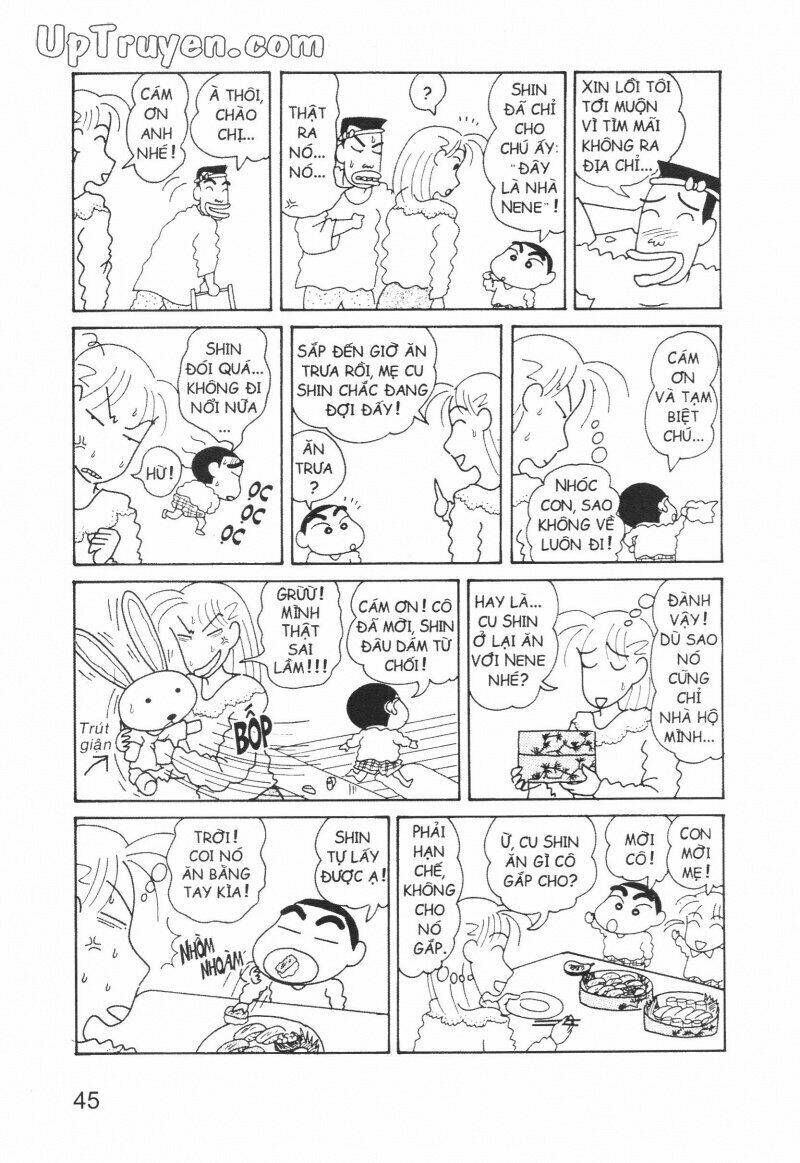 UpTruyen.com
XIN LỖI TÔI
TỚI MUỘN
VÌ TÌM MÃI
KHÔNG RA
ĐỊA CHỈ...
SHIN
ĐÃ CHỈ
CHO
CHÚ ẤY:
"ĐÂY
LÀ NHÀ
NENE"!
?
THẬT
RA
NÓ...
NÓ...
À THÔI,
CHÀO
CHỊ...
CÁM
ƠN
ANH
NHÉ!
CÁM
ƠN
VÀ TẠM
BIỆT
CHÚ...
NHÓC
CON, SAO
KHÔNG VỀ
LUÔN ĐI!
SẮP ĐẾN GIỜ ĂN
TRƯA RỒI, MẸ CU
SHIN CHẮC ĐANG
ĐỢI ĐẤY!
ĂN
TRƯA
?
SHIN
ĐÓI QUÁ...
KHÔNG ĐI
NỔI NỮA
...
HỪ!
ỌC
ỌC
ỌC
ĐÀNH
VẬY!
DÙ SAO
NÓ
CŨNG
CHỈ
NHÀ HỘ
MÌNH...
HAY LÀ...
CU SHIN
Ở LẠI ĂN
VỚI NENE
NHÉ?
CÁM ƠN! CÔ
ĐÃ MỜI, SHIN
ĐÂU DÁM TỪ
CHỐI!
GRỪỪ!
MÌNH
THẬT
SAI
LẦM!!!
BỐP
Trút
giận
CON
MỜI
MẸ!
MỜI
CÔ!
Ừ, CU SHIN
ĂN GÌ CÔ
GẮP CHO?
PHẢI
HẠN
CHẾ,
KHÔNG
CHO
NÓ
GẮP.
SHIN
TỰ LẤY
ĐƯỢC Ạ!
TRỜI!
COI NÓ
ĂN BẰNG
TAY KÌA!
NHỒM
NHOÀM
45